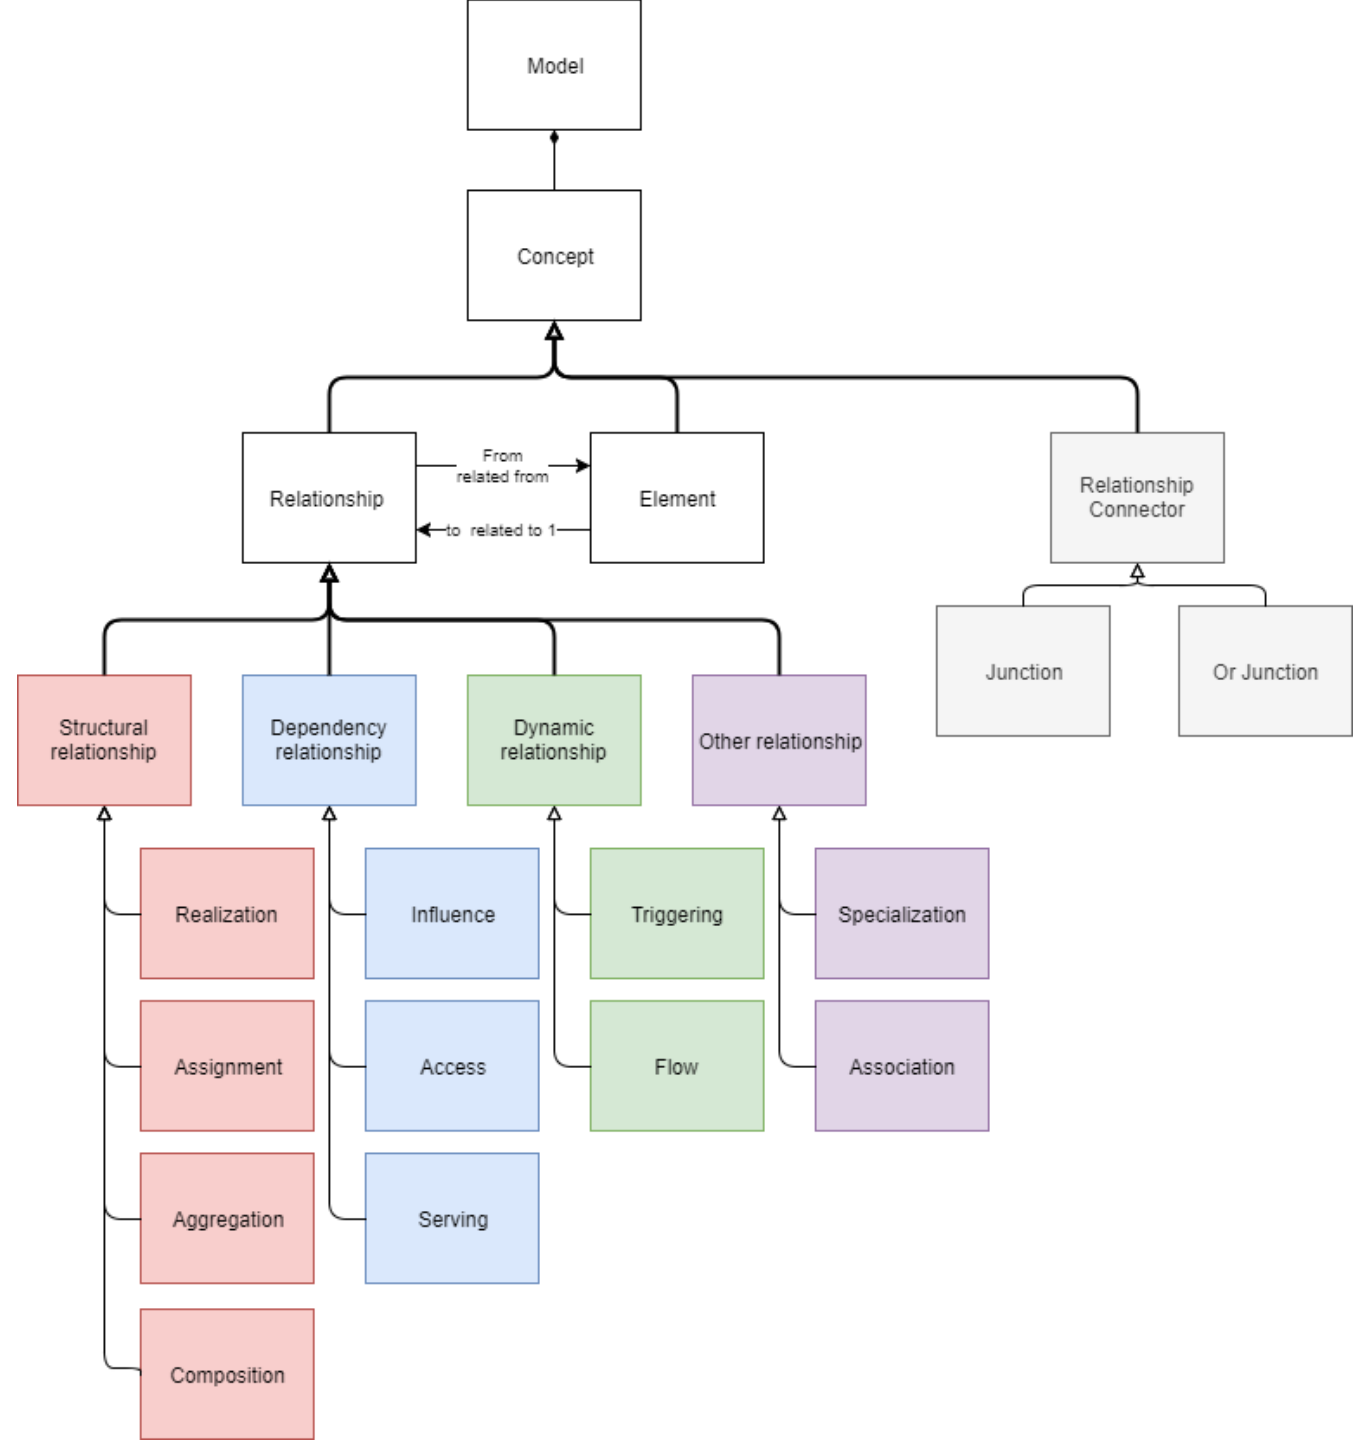 Model
Concept
From
related from
Relationship
Element
to  related to 1
Relationship
Connector
Junction
Or Junction
Structural
relationship
Dependency
relationship
Dynamic
relationship
Other relationship
Realization
Influence
Triggering
Specialization
Assignment
Access
Flow
Association
Aggregation
Serving
Composition